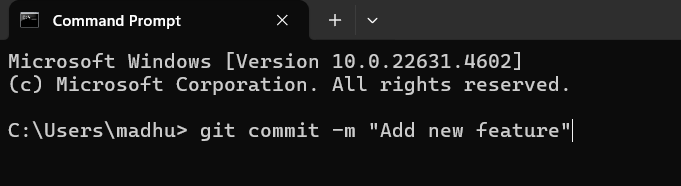 Command Prompt
Microsoft Windows [Version 10.0.22631.4602]
(c) Microsoft Corporation. All rights reserved.
C:\Users\madhu> git commit -m "Add new feature"